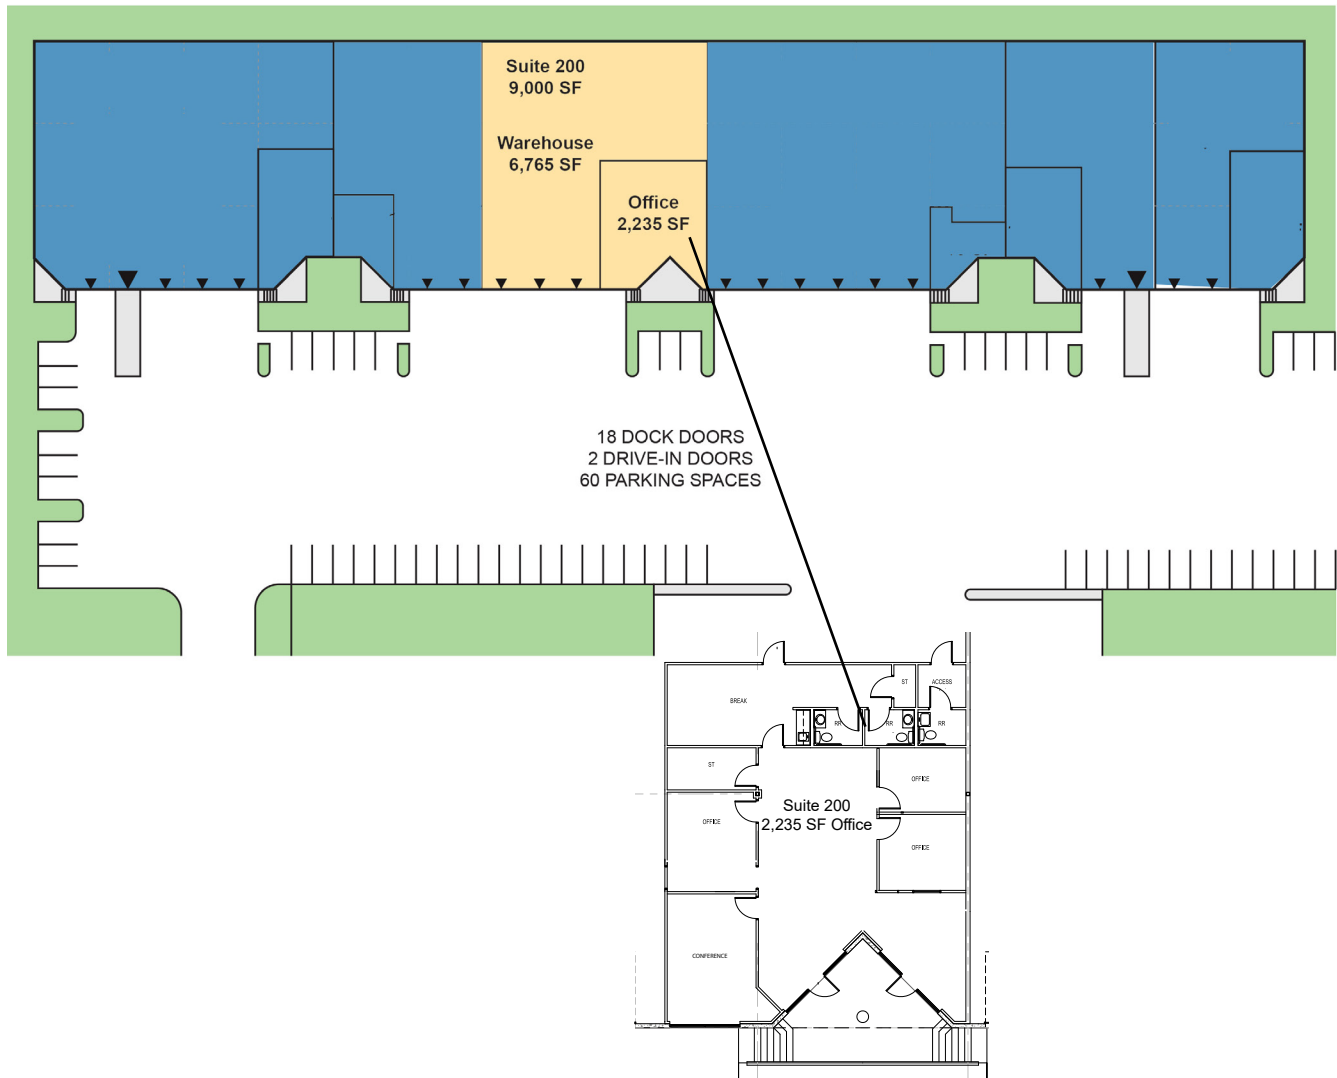 Suite 200
9,000 SF
Warehouse
6,765 SF
Office
2,235 SF
18 DOCK DOORS
2 DRIVE-IN DOORS
60 PARKING SPACES
BREAK
ST
ACCESS
RR
RR
RR
ST
OFFICE
Suite 200
2,235 SF Office
OFFICE
OFFICE
CONFERENCE